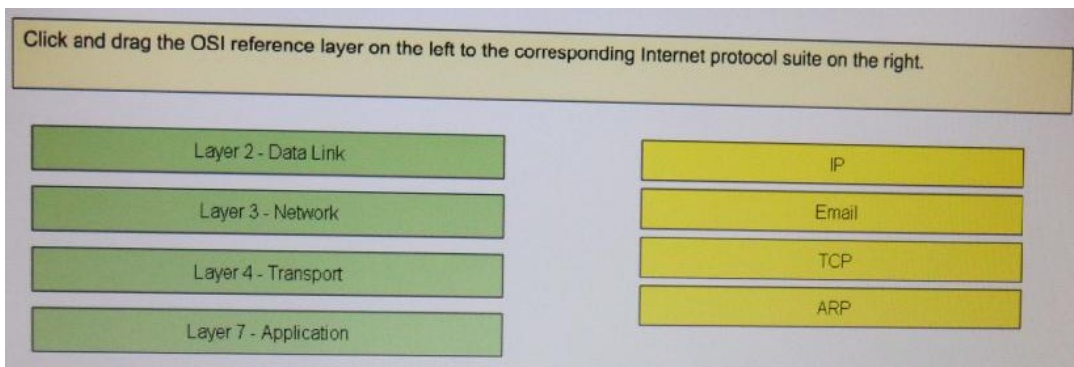 Click and drag the OSI reference layer on the left to the corresponding Internet protocol suite on the right.
Layer 2 - Data Link
Layer 3 - Network
Layer 4 - Transport
Layer 7 - Application
IP
Email
TCP
ARP